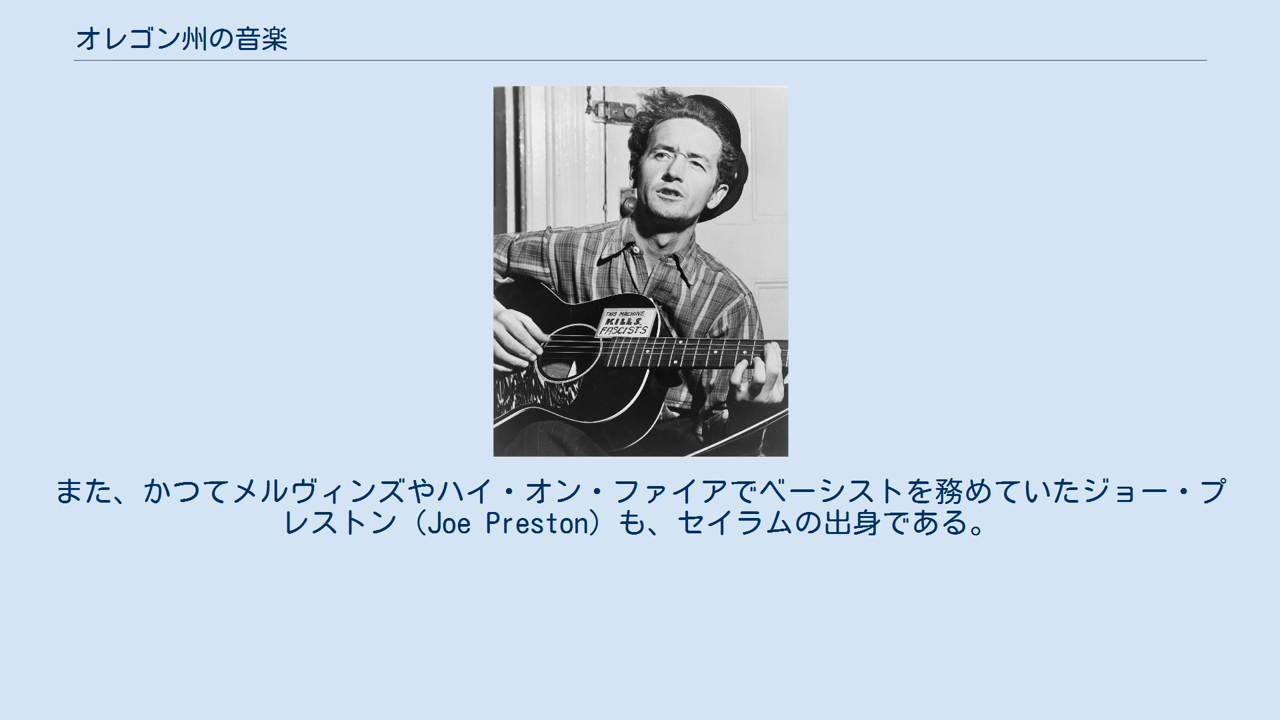 オレゴン州の音楽
THIS MACHINE
KILLS
FASCISTS
また、かつてメルヴィンズやハイ・オン・ファイアでベーシストを務めていたジョー・プ
レストン（Joe Preston）も、セイラムの出身である。